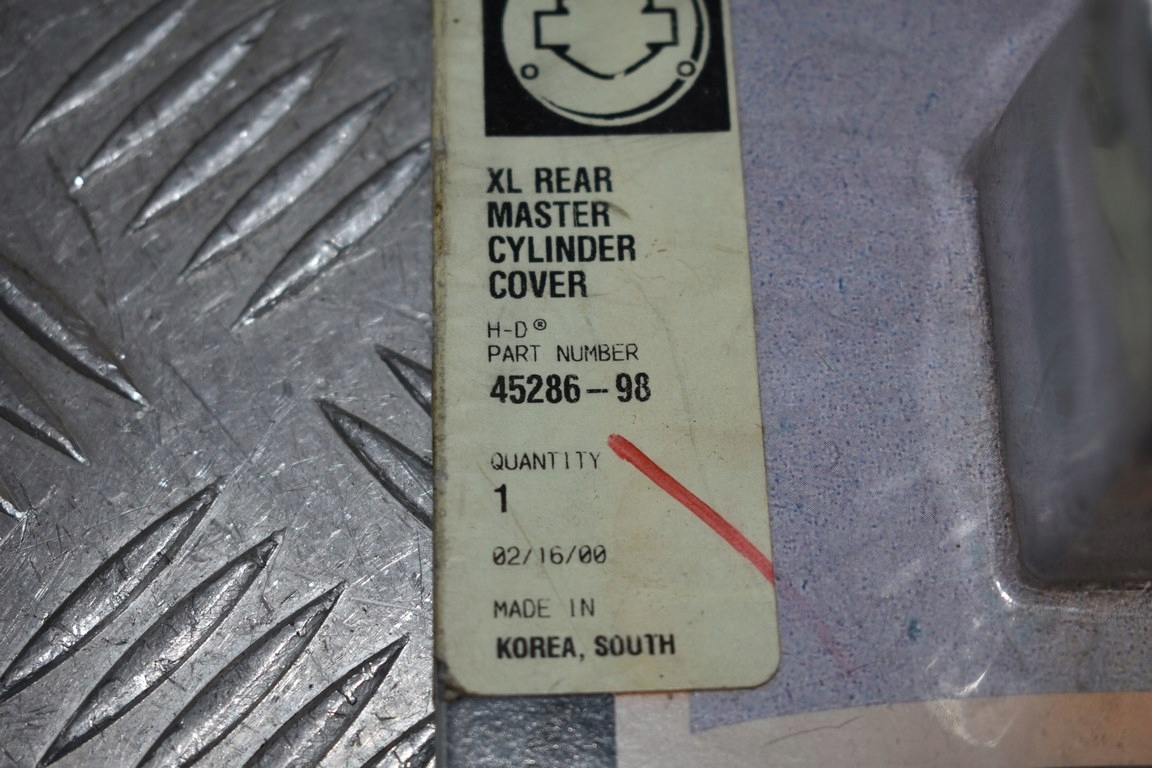 XL REAR
MASTER
CYLINDER
COVER
H-D®
PART NUMBER
45286-98
QUANTITY
1
02/16/00
MADE IN
KOREA, SOUTH